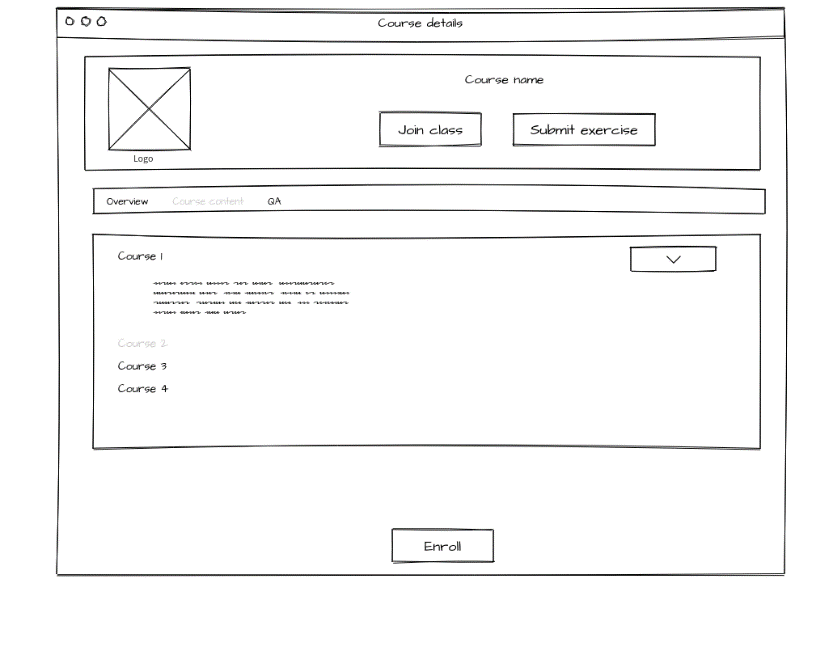 Course details
Course name
Join class Submit exercise
Logo
Overview Course content QA
Course 1
Course 2
Course 3
Course 4
Enroll